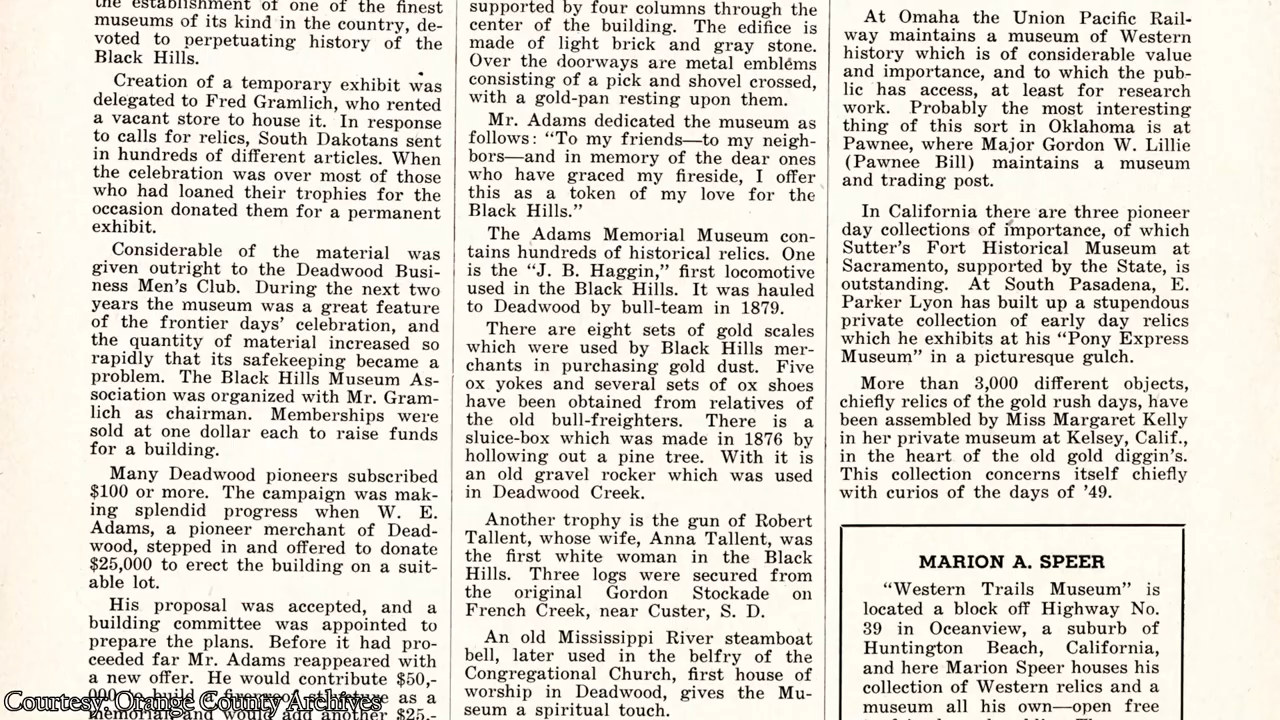 the establishment of one of the finest
museums of its kind in the country, de-
voted to perpetuating history of the
Black Hills.
Creation of a temporary exhibit was
delegated to Fred Gramlich, who rented
a vacant store to house it. In response
to calls for relics, South Dakotans sent
in hundreds of different articles. When
the celebration was over most of those
who had loaned their trophies for the
occasion donated them for a permanent
exhibit.
Considerable of the material was
given outright to the Deadwood Busi-
ness Men's Club. During the next two
years the museum was a great feature
of the frontier days' celebration, and
the quantity of material increased so
rapidly that its safekeeping became a
problem. The Black Hills Museum As-
sociation was organized with Mr. Gram-
lich as chairman. Memberships were
sold at one dollar each to raise funds
for a building.
Many Deadwood pioneers subscribed
$100 or more. The campaign was mak-
ing splendid progress when W. E.
Adams, a pioneer merchant of Dead-
wood, stepped in and offered to donate
$25,000 to erect the building on a suit-
able lot.
His proposal was accepted, and a
building committee was appointed to
prepare the plans. Before it had pro-
ceeded far Mr. Adams reappeared with
a new offer. He would contribute $50,-
000 to build a fireproof structure as a
memorial and would add another $25,-
supported by four columns through the
center of the building. The edifice is
made of light brick and gray stone.
Over the doorways are metal emblems
consisting of a pick and shovel crossed,
with a gold-pan resting upon them.
Mr. Adams dedicated the museum as
follows: “To my friends—to my neigh-
bors—and in memory of the dear ones
who have graced my fireside, I offer
this as a token of my love for the
Black Hills.”
The Adams Memorial Museum con-
tains hundreds of historical relics. One
is the “J. B. Haggin,” first locomotive
used in the Black Hills. It was hauled
to Deadwood by bull-team in 1879.
There are eight sets of gold scales
which were used by Black Hills mer-
chants in purchasing gold dust. Five
ox yokes and several sets of ox shoes
have been obtained from relatives of
the old bull-freighters. There is a
sluice-box which was made in 1876 by
hollowing out a pine tree. With it is
an old gravel rocker which was used
in Deadwood Creek.
Another trophy is the gun of Robert
Tallent, whose wife, Anna Tallent, was
the first white woman in the Black
Hills. Three logs were secured from
the original Gordon Stockade on
French Creek, near Custer, S. D.
An old Mississippi River steamboat
bell, later used in the belfry of the
Congregational Church, first house of
worship in Deadwood, gives the Mu-
seum a spiritual touch.
At Omaha the Union Pacific Rail-
way maintains a museum of Western
history which is of considerable value
and importance, and to which the pub-
lic has access, at least for research
work. Probably the most interesting
thing of this sort in Oklahoma is at
Pawnee, where Major Gordon W. Lillie
(Pawnee Bill) maintains a museum
and trading post.
In California there are three pioneer
day collections of importance, of which
Sutter's Fort Historical Museum at
Sacramento, supported by the State, is
outstanding. At South Pasadena, E.
Parker Lyon has built up a stupendous
private collection of early day relics
which he exhibits at his “Pony Express
Museum” in a picturesque gulch.
More than 3,000 different objects,
chiefly relics of the gold rush days, have
been assembled by Miss Margaret Kelly
in her private museum at Kelsey, Calif.,
in the heart of the old gold diggin's.
This collection concerns itself chiefly
with curios of the days of '49.
MARION A. SPEER
“Western Trails Museum” is
located a block off Highway No.
39 in Oceanview, a suburb of
Huntington Beach, California,
and here Marion Speer houses his
collection of Western relics and a
museum all his own—open free
Courtesy: Orange County Archives